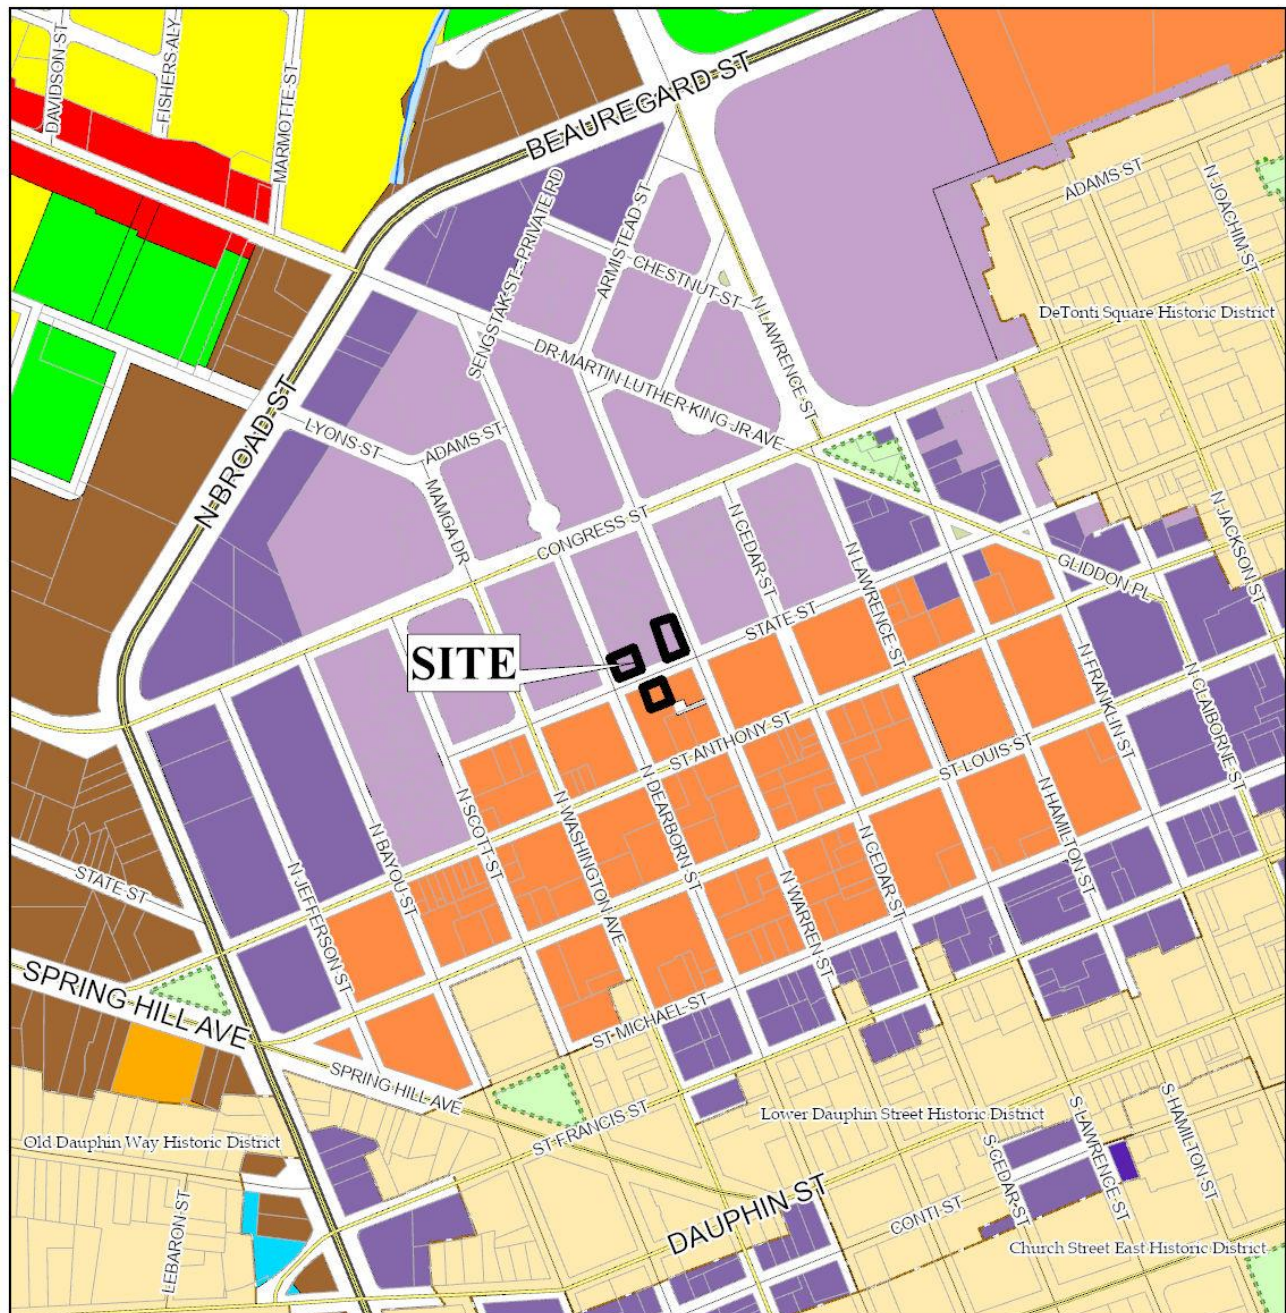 DAVIDSON ST
FISHERS ALY
MARMOTTE ST
BEAUREGARD ST
SENGSTAK ST - PRIVATE RD
ARMISTEAD ST
CHESTNUT ST
N LAWRENCE ST
ADAMS ST
N JOACHIM ST
DeTonti Square Historic District
SENGSTAK ST
DR MARTIN LUTHER KING JR AVE
N BROAD ST
LYONS ST
ADAMS ST
MAMGA DR
CONGRESS ST
N CEDAR ST
N LAWRENCE ST
N JACKSON ST
GLIDDON PL
STATE ST
SITE
N FRANKLIN ST
N CLAIBORNE ST
ST ANTHONY ST
ST LOUIS ST
N SCOTT ST
N WASHINGTON AVE
N DEARBORN ST
N HAMILTON ST
N BAYOU ST
N JEFFERSON ST
N WARREN ST
N CEDAR ST
STATE ST
SPRING HILL AVE
SPRING HILL AVE
ST MICHAEL ST
ST FRANCIS ST
Old Dauphin Way Historic District
Lower Dauphin Street Historic District
S CEDAR ST
S LAWRENCE ST
S HAMILTON ST
LEBARON ST
DAUPHIN ST
CONTI ST
Church Street East Historic District